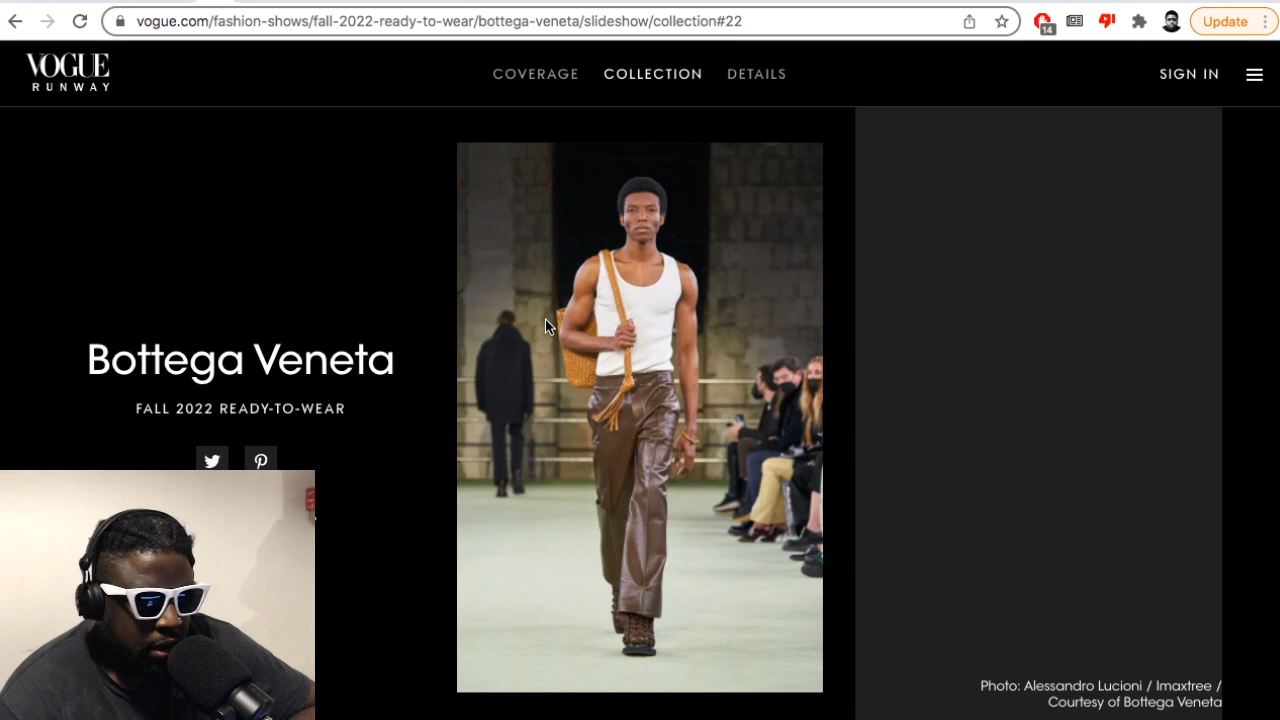 vogue.com/fashion-shows/fall-2022-ready-to-wear/bottega-veneta/slideshow/collection#22
14
Update
VOGUE
RUNWAY
COVERAGE
COLLECTION
DETAILS
SIGN IN
Bottega Veneta
FALL 2022 READY-TO-WEAR
Photo: Alessandro Lucioni / Imaxtree /
Courtesy of Bottega Veneta